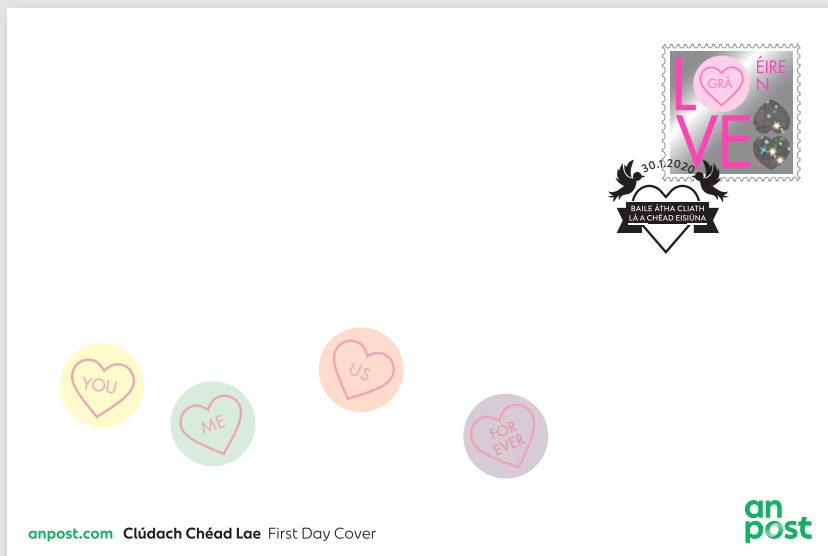 LOVE
GRÁ
ÉIRE
N
30.1.2020
BAILE ÁTHA CLIATH
LÁ A CHÉAD EISIÚNA
YOU
ME
US
FOR
EVER
anpost.com Clúdach Chéad Lae First Day Cover
an
post